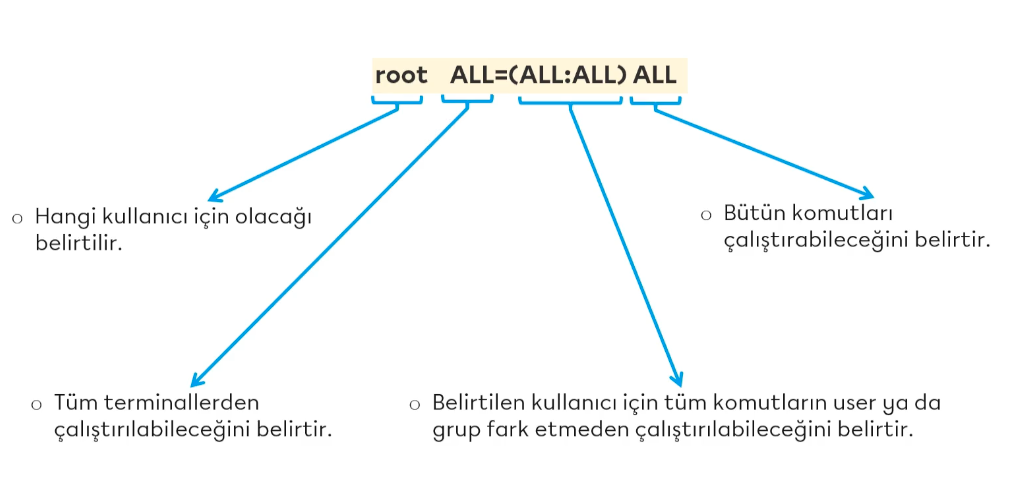 root ALL=(ALL:ALL) ALL
o Hangi kullanıcı için olacağı
belirtilir.
o Bütün komutları
çalıştırabileceğini belirtir.
o Tüm terminallerden
çalıştırılabileceğini belirtir.
o Belirtilen kullanıcı için tüm komutların user ya da
grup fark etmeden çalıştırılabileceğini belirtir.